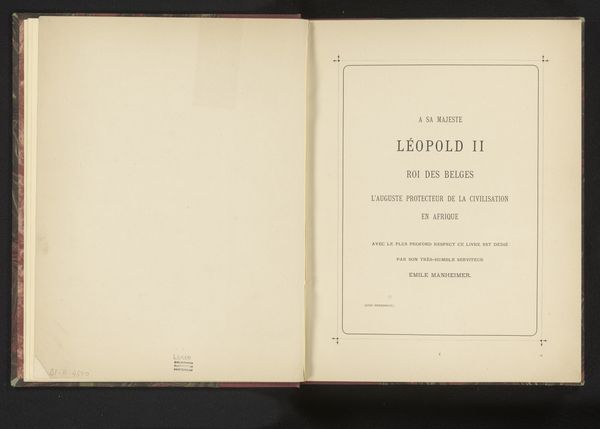 A SA MAJESTE
LÉOPOLD II
ROI DES BELGES
L'AUGUSTE PROTECTEUR DE LA CIVILISATION
EN AFRIQUE
AVEC LE PLUS PROFOND RESPECT CE LIVRE EST DÉDIÉ
PAR SON TRÈS-HUMBLE SERVITEUR
EMILE MANHEIMER.